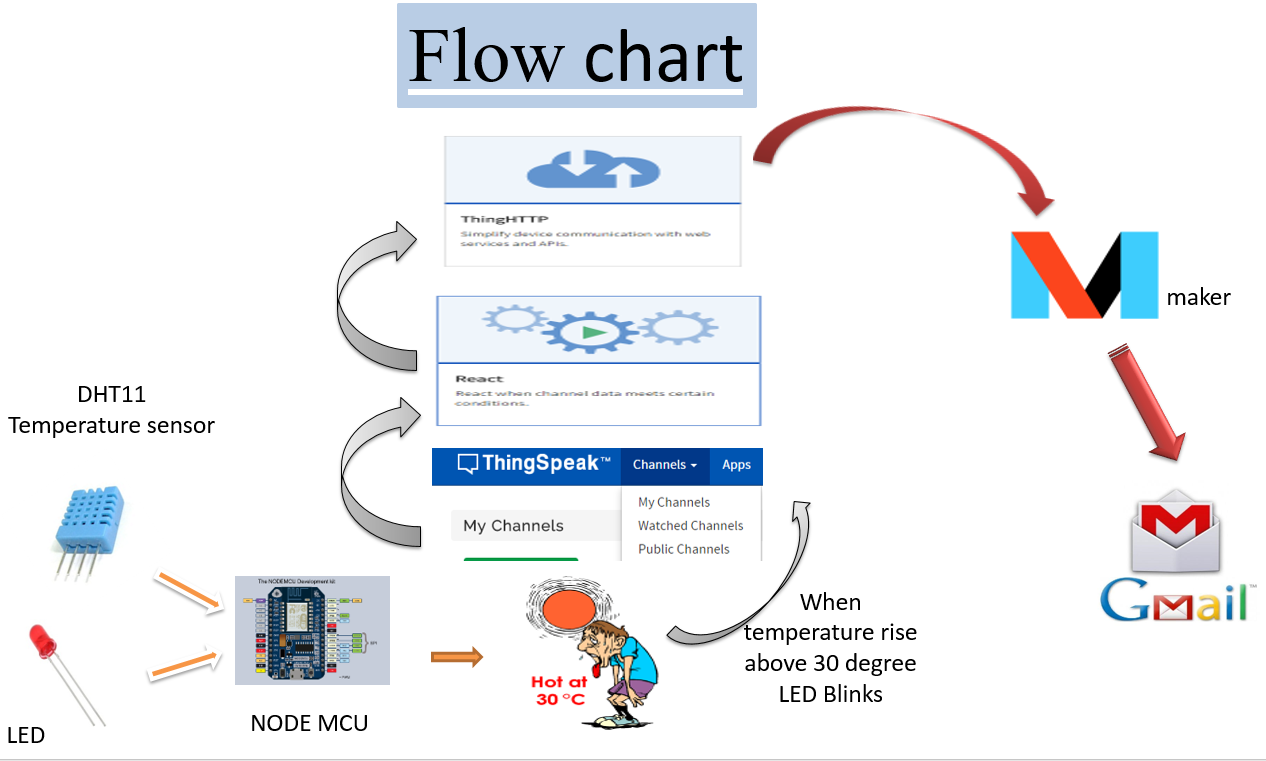 Flow chart
ThingHTTP
Simplify device communication with web
services and APIs.
maker
React
React when channel data meets certain
conditions.
DHT11
Temperature sensor
ThingSpeak™
Channels
Apps
My Channels
My Channels
Watched Channels
Public Channels
Gmail™
The NODEMCU Development kit
When
temperature rise
above 30 degree
LED Blinks
Hot at
30 °C
NODE MCU
LED